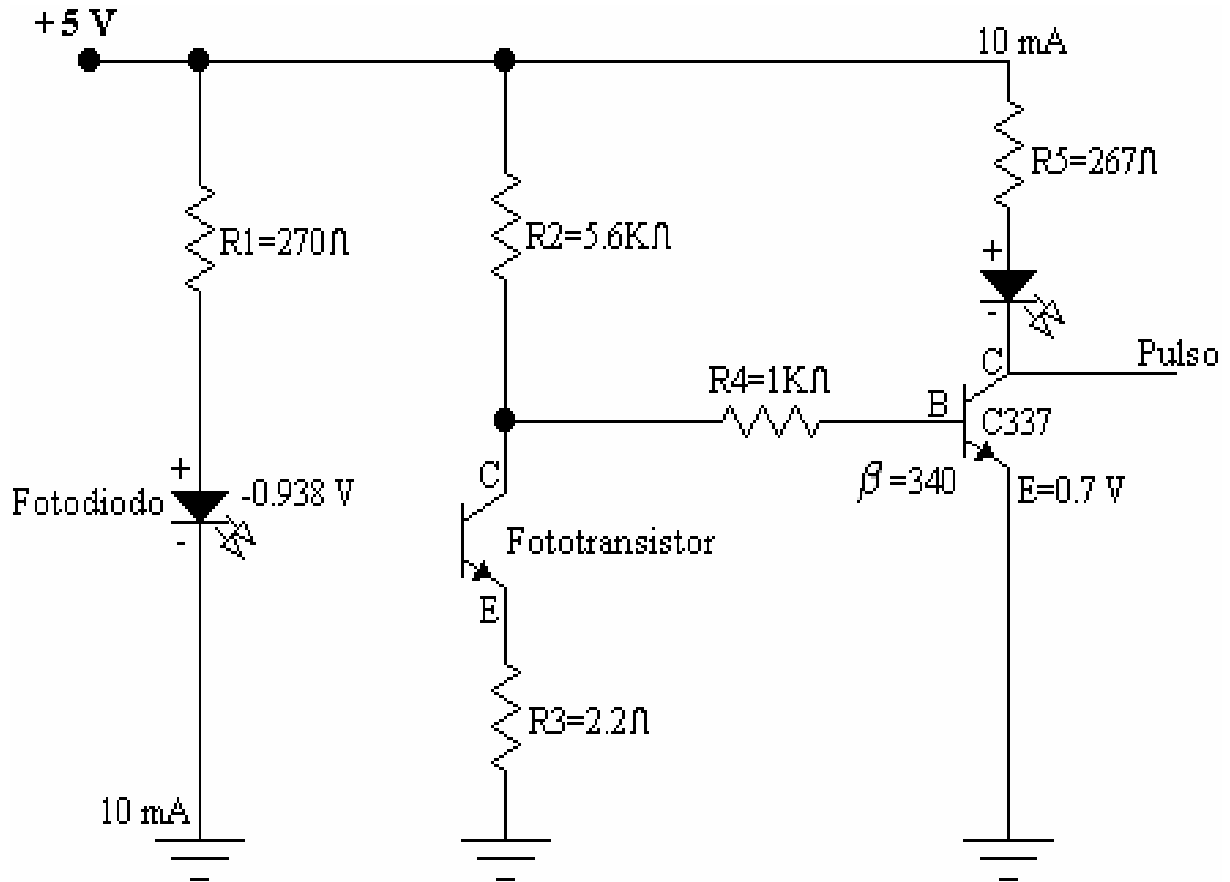 +5 V
10 mA
R5=267Ω
R1=270Ω
R2=5.6KΩ
+
-
Pulso
C
R4=1KΩ
B
C337
β=340
E=0.7 V
+
Fotodiodo
-0.938 V
-
C
Fototransistor
E
R3=2.2Ω
10 mA